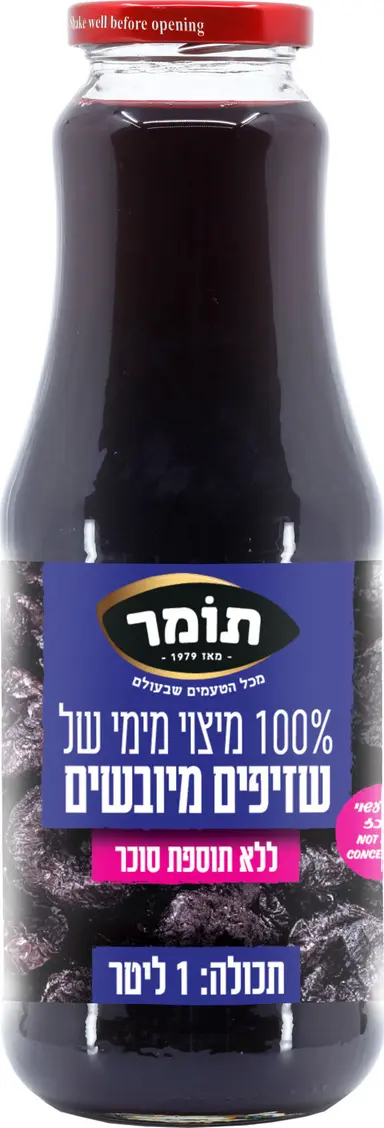 Shake well before opening
תומר
- מאז 1979 -
מכל הטעמים שבעולם
100% מיצוי מימי של
שזיפים מיובשים
ללא תוספת סוכר
NOT
תכולה: 1 ליטר